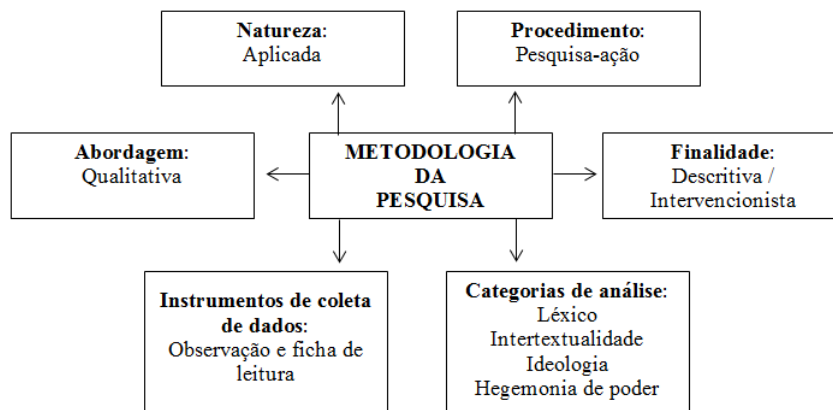 Natureza:
Aplicada
Procedimento:
Pesquisa-ação
Abordagem:
Qualitativa
METODOLOGIA
DA
PESQUISA
Finalidade:
Descritiva /
Intervencionista
Instrumentos de coleta
de dados:
Observação e ficha de
leitura
Categorias de análise:
Léxico
Intertextualidade
Ideologia
Hegemonia de poder